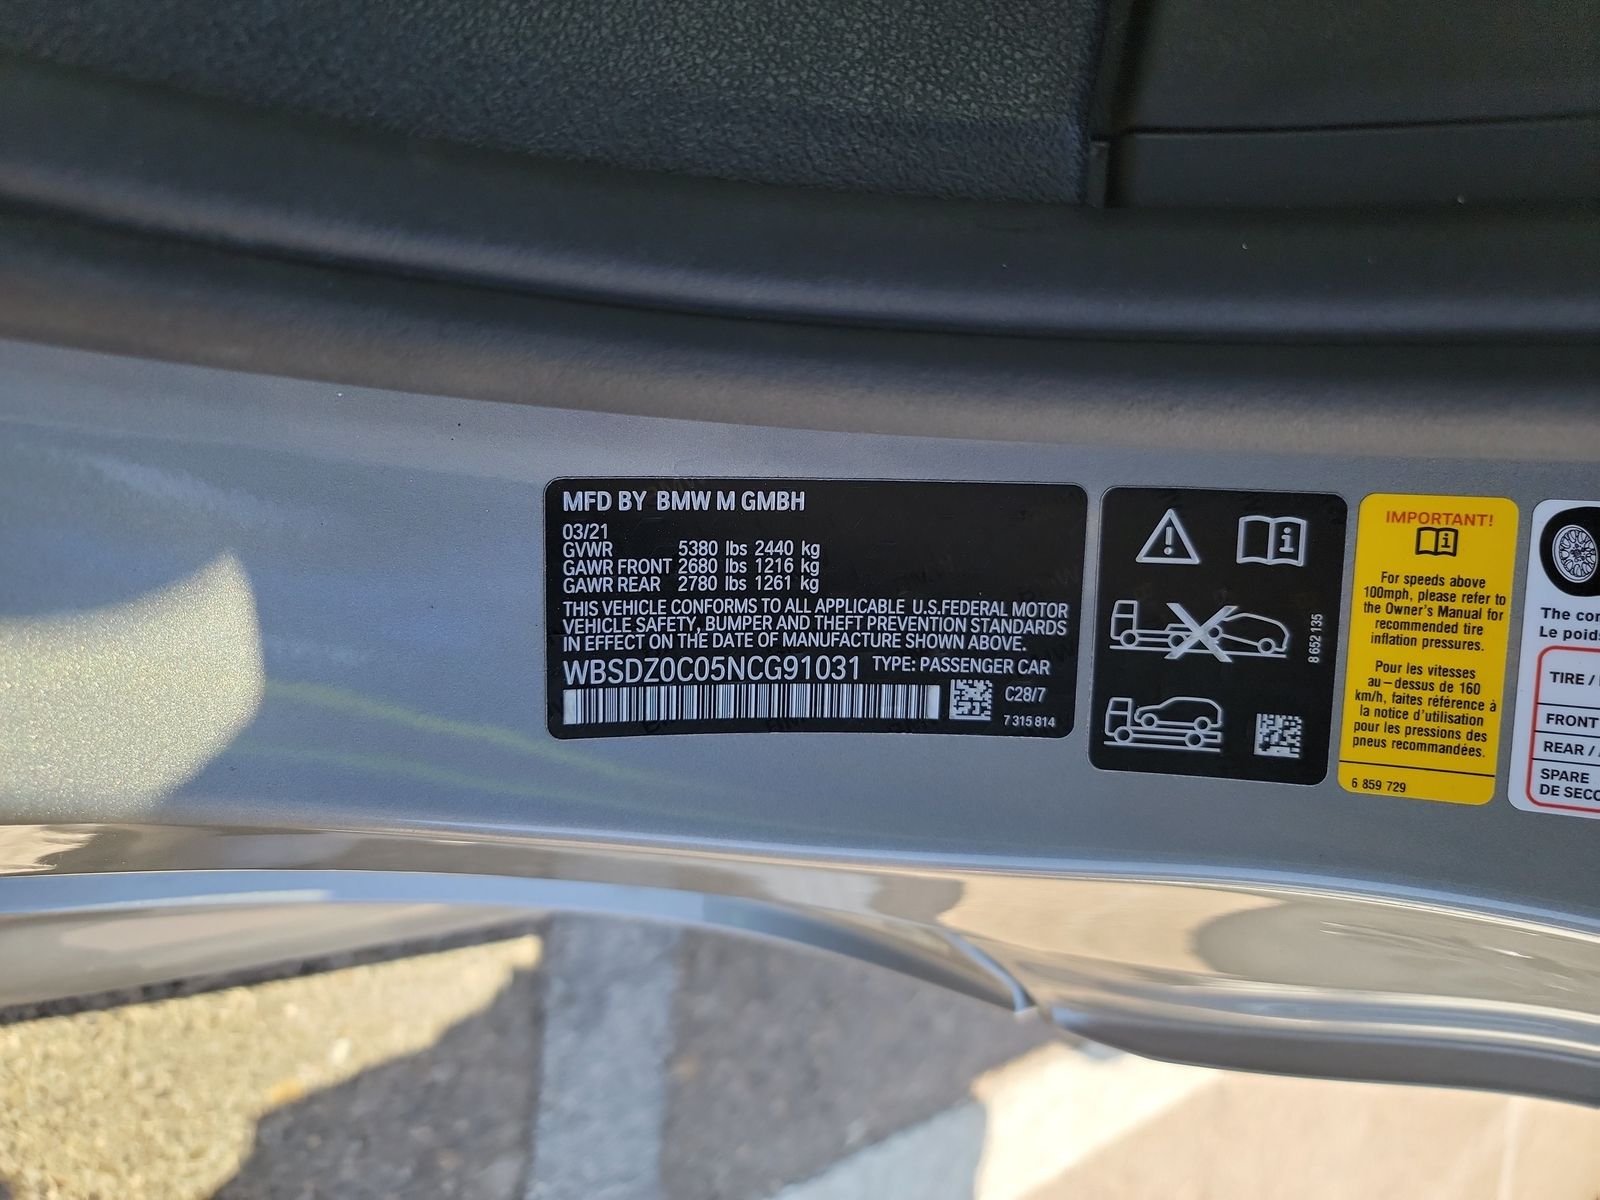 MFD BY BMW M GMBH
03/21
GVWR 5380 lbs 2440 kg
GAWR FRONT 2680 lbs 1216 kg
GAWR REAR 2780 lbs 1261 kg
THIS VEHICLE CONFORMS TO ALL APPLICABLE U.S.FEDERAL MOTOR
VEHICLE SAFETY, BUMPER AND THEFT PREVENTION STANDARDS
IN EFFECT ON THE DATE OF MANUFACTURE SHOWN ABOVE.
WBSDZ0C05NCG91031 TYPE: PASSENGER CAR
C28/7
7 315 814
8 652 135
IMPORTANT!
For speeds above
100mph, please refer to
the Owner's Manual for
recommended tire
inflation pressures.
Pour les vitesses
au-dessus de 160
km/h, faites référence à
la notice d'utilisation
pour les pressions des
pneus recommandées.
6 859 729
The
Le
TIRE /
FRONT
REAR /
SPARE
DE